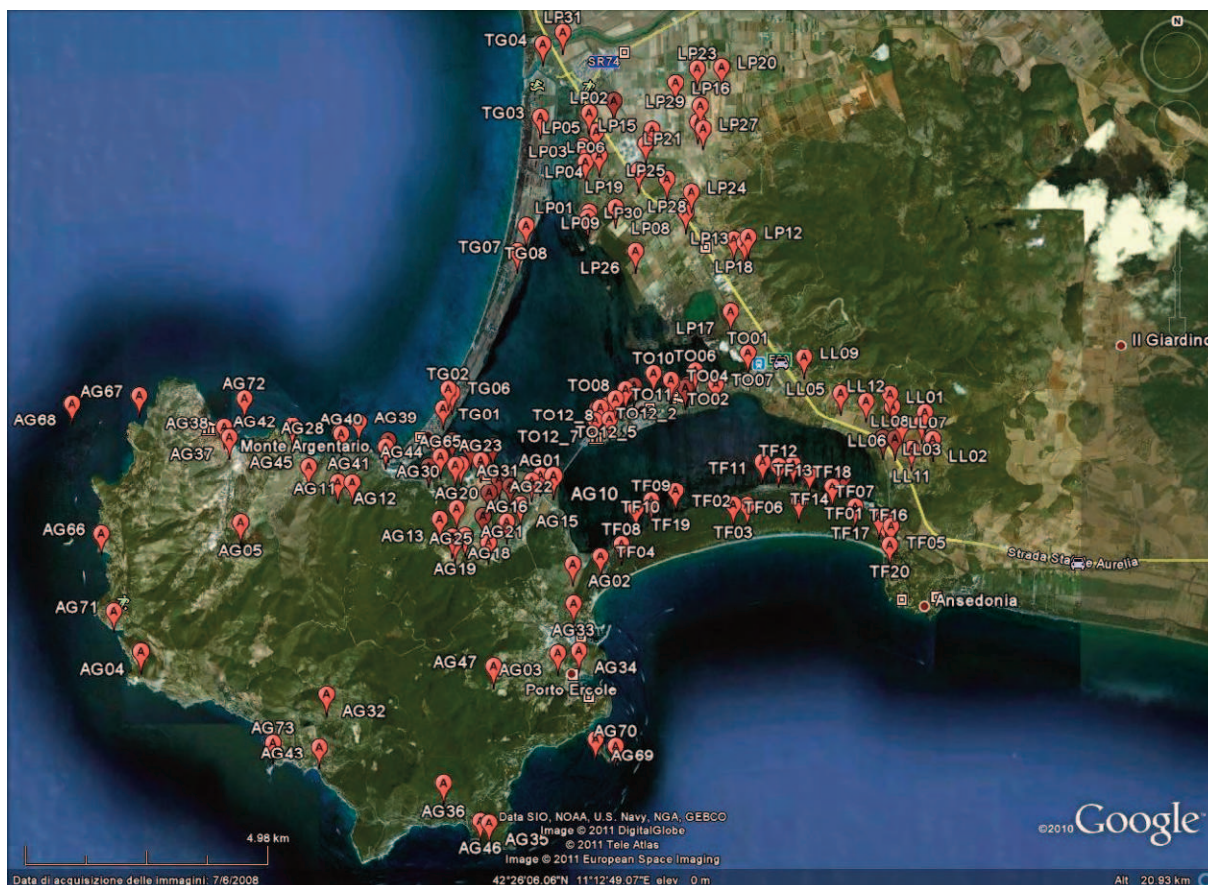 LP31
N
TG04
LP23
LP20
SR74
LP16
LP02
LP29
TG03
LP05
LP15
LP27
LP21
LP03
LP06
LP04
LP25
LP19
LP24
LP01
LP30
LP28
LP09
LP08
LP13
LP12
TG07
TG08
LP26
LP18
LP17
TO01
Il Giardino
TO10
TO06
LL09
TG02
TO04
TO07
AG67
AG72
TG06
TO08
LL05
LL12
AG68
TO11
TO02
LL01
AG38
AG42
AG40
AG39
TG01
TO12_8
TO12_2
LL08
LL07
AG28
TO12_7
TO12_5
LL06
Monte Argentario
AG65
AG37
AG44
AG23
LL03
LL02
AG45
AG41
AG30
AG31
AG01
TF12
TF11
TF13
TF18
LL11
AG11
AG12
AG20
AG22
AG10
TF09
TF07
AG16
TF10
TF02
TF06
TF14
TF01
AG66
AG15
TF19
TF16
AG05
AG13
AG25
AG21
TF08
TF03
TF17
AG18
TF04
TF05
AG19
AG02
TF20
Strada Statale Aurelia
AG71
Ansedonia
AG33
AG04
AG47
AG03
AG34
Porto Ercole
AG32
AG73
AG70
AG43
AG69
AG36
Data SIO, NOAA, U.S. Navy, NGA, GEBCO
AG46
AG35
Image © 2011 DigitalGlobe
©2010 Google
4.98 km
© 2011 Tele Atlas
Image © 2011 European Space Imaging
Data di acquisizione delle immagini: 7/6/2008
42°26'06.06"N 11°12'49.07"E elev 0 m
Alt 20.93 km